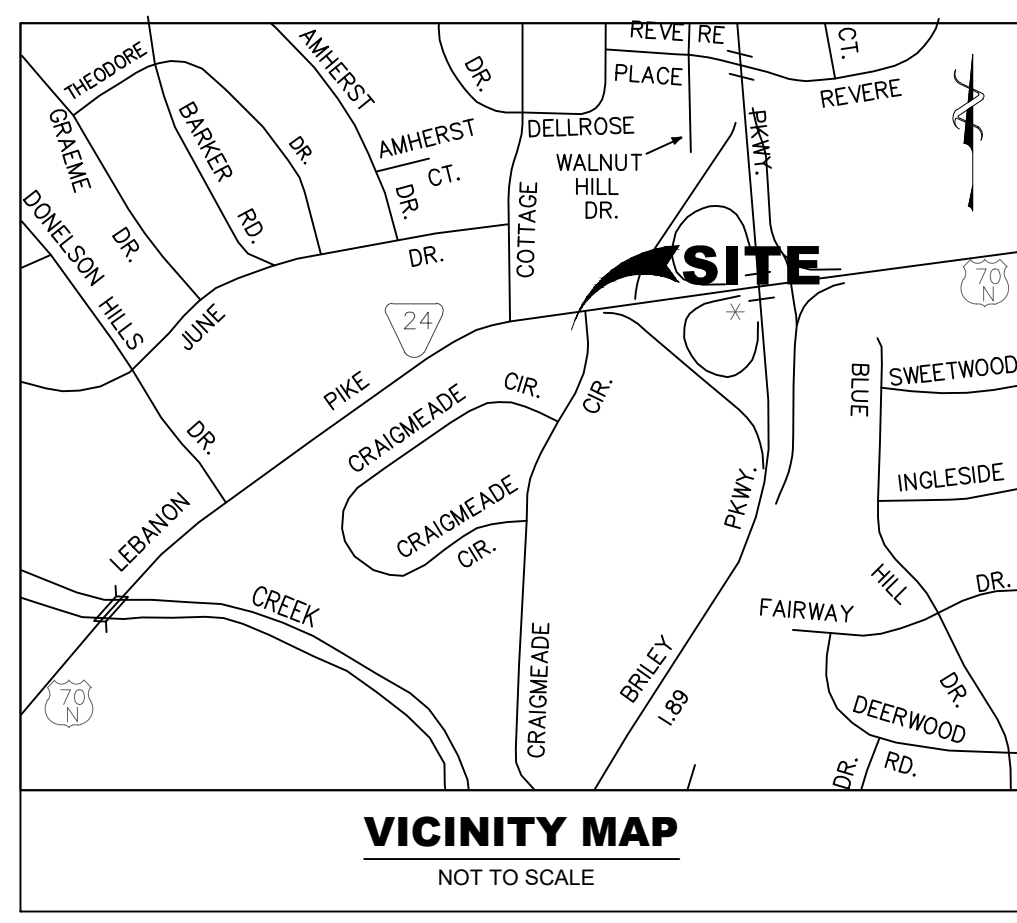 THEODORE
DR.
GRAEME
DR.
BARKER
RD.
AMHERST
DR.
AMHERST
CT.
DR.
DELLROSE
REVE RE
PLACE
CT.
REVERE
PKWY.
WALNUT
HILL
DR.
COTTAGE
DONELSON
HILLS
DR.
JUNE
DR.
24
SITE
70
N
*
PIKE
LEBANON
CRAIGMEADE
CIR.
CRAIGMEADE
CIR.
CIR.
CRAIGMEADE
BLUE
HILL
DR.
SWEETWOOD
INGLESIDE
PKWY.
BRILEY
1.89
FAIRWAY
DR.
DEERWOOD
DR.
RD.
CREEK
70
N
VICINITY MAP
NOT TO SCALE